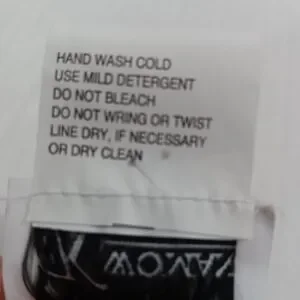 HAND WASH COLD
USE MILD DETERGENT
DO NOT BLEACH
DO NOT WRING OR TWIST
LINE DRY, IF NECESSARY
OR DRY CLEAN